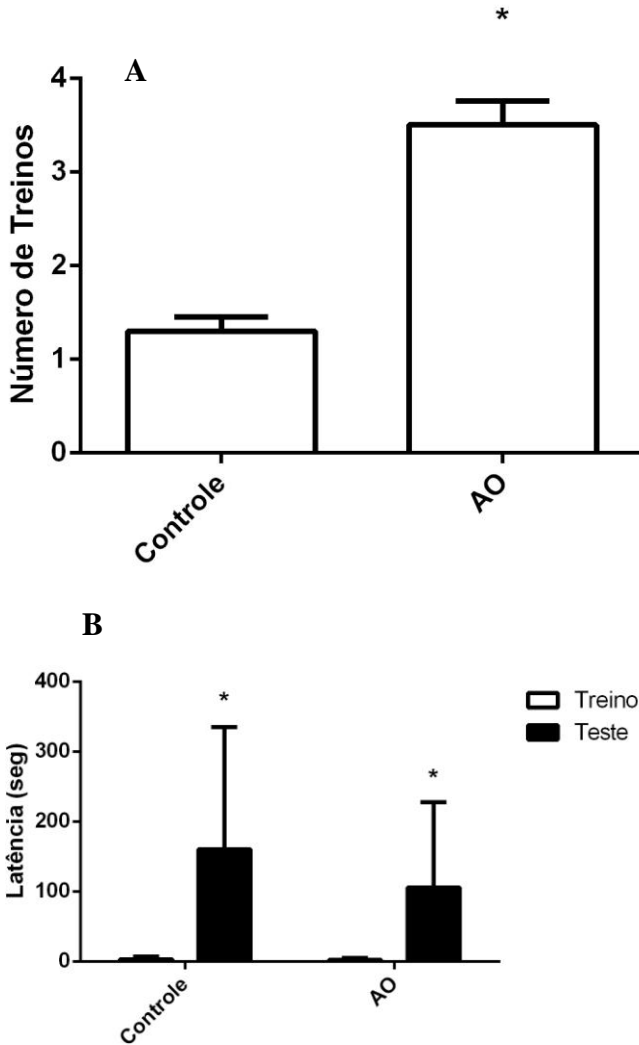 *
A
4
3
2
1
0
Número de Treinos
Controle
AO
B
400
300
200
100
0
Latência (seg)
*
*
Treino
Teste
Controle
AO